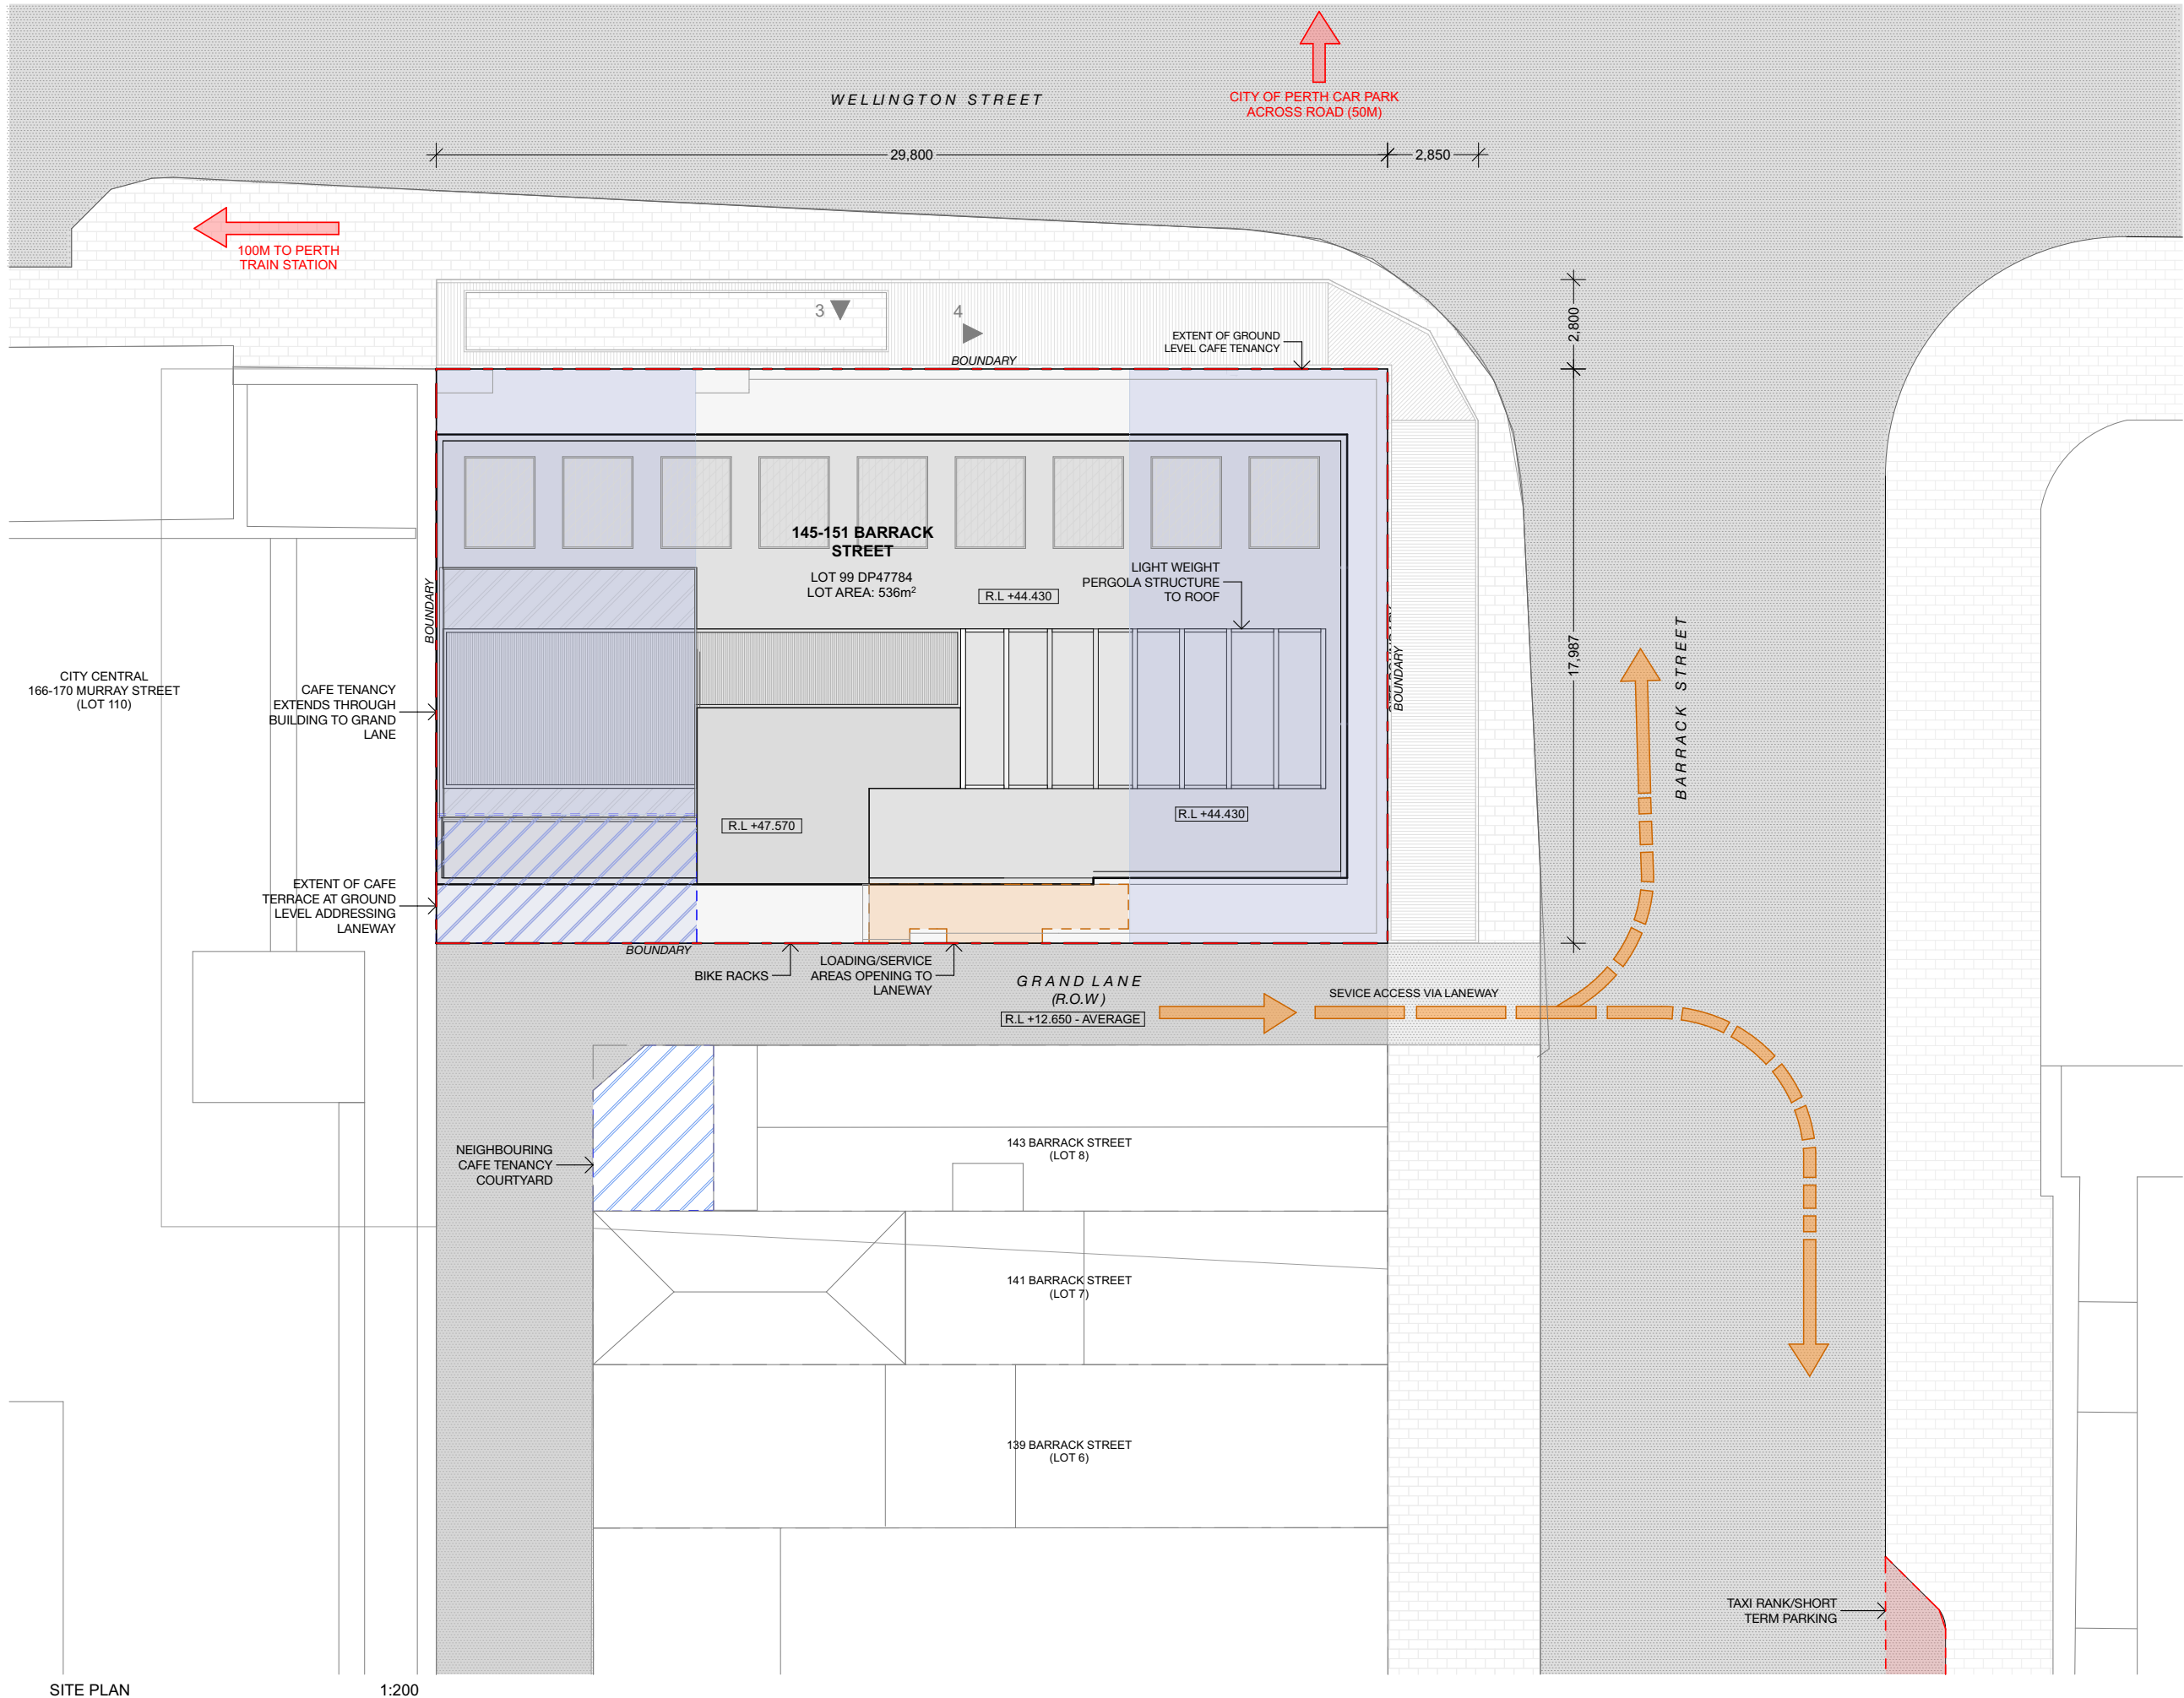 WELLINGTON STREET
CITY OF PERTH CAR PARK
ACROSS ROAD (50M)
29,800
2,850
100M TO PERTH
TRAIN STATION
3
4
2,800
EXTENT OF GROUND
LEVEL CAFE TENANCY
BOUNDARY
145-151 BARRACK
STREET
LOT 99 DP47784
LOT AREA: 536m²
R.L +44.430
LIGHT WEIGHT
PERGOLA STRUCTURE
TO ROOF
BOUNDARY
BOUNDARY
17,987
BARRACK STREET
CITY CENTRAL
166-170 MURRAY STREET
(LOT 110)
CAFE TENANCY
EXTENDS THROUGH
BUILDING TO GRAND
LANE
R.L +47.570
R.L +44.430
EXTENT OF CAFE
TERRACE AT GROUND
LEVEL ADDRESSING
LANEWAY
BOUNDARY
BIKE RACKS
LOADING/SERVICE
AREAS OPENING TO
LANEWAY
GRAND LANE
(R.O.W)
R.L +12.650 - AVERAGE
SEVICE ACCESS VIA LANEWAY
NEIGHBOURING
CAFE TENANCY
COURTYARD
143 BARRACK STREET
(LOT 8)
141 BARRACK STREET
(LOT 7)
139 BARRACK STREET
(LOT 6)
TAXI RANK/SHORT
TERM PARKING
SITE PLAN
1:200